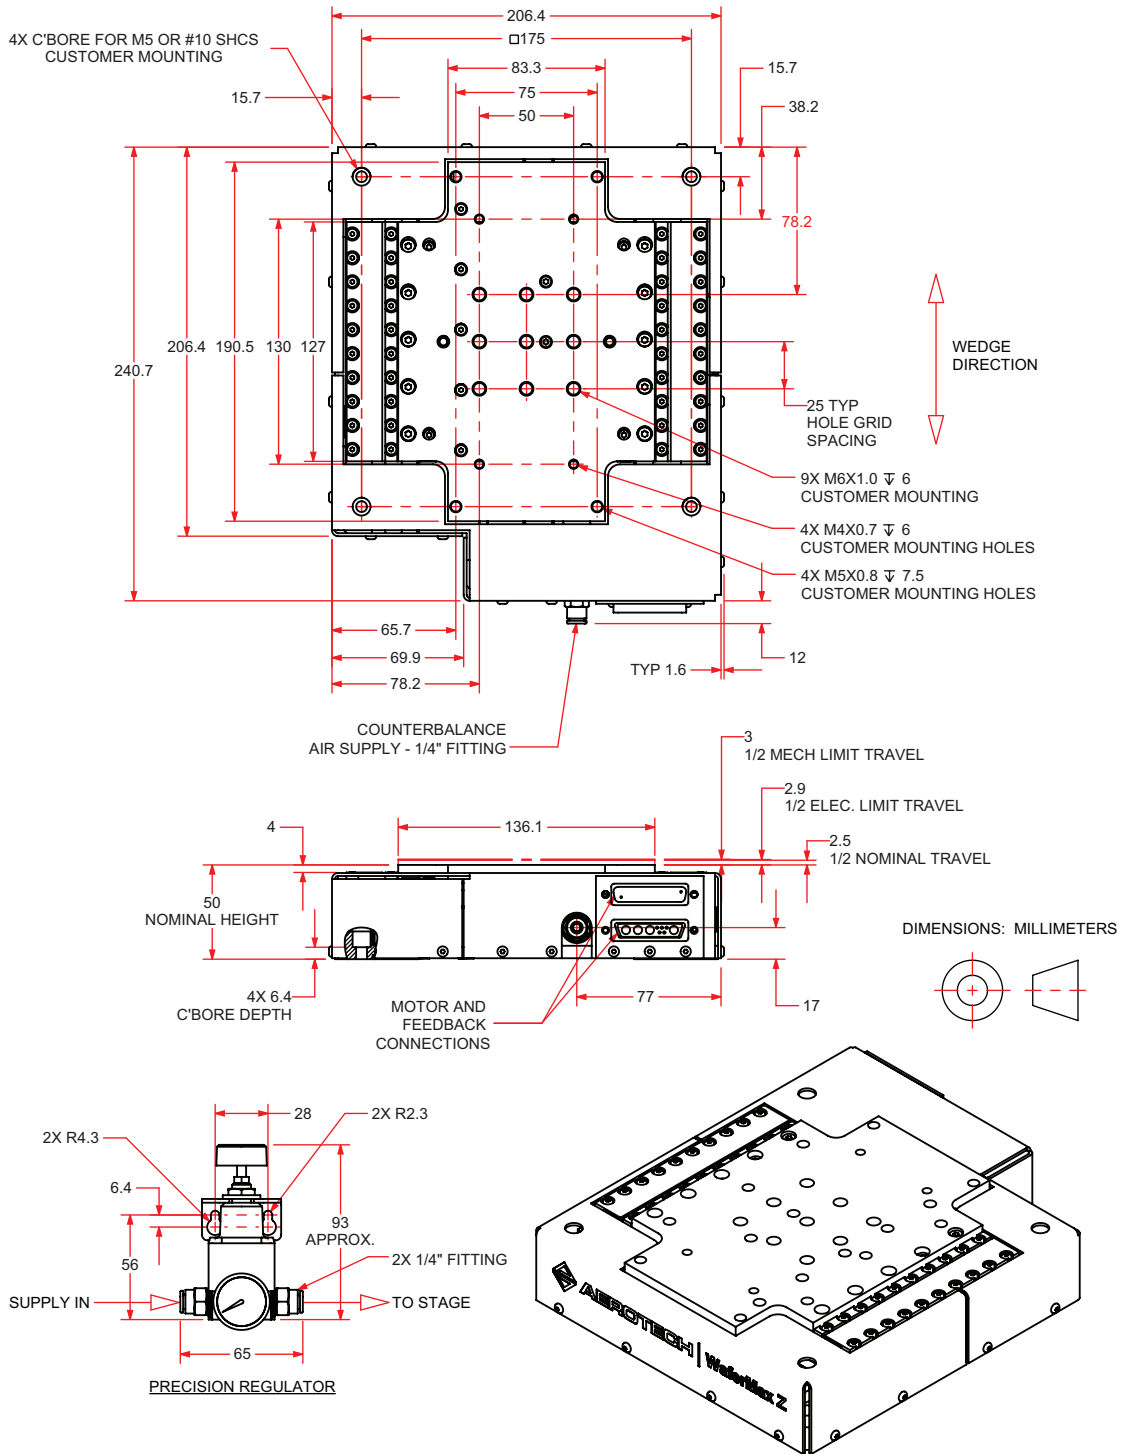 206.4
4X C'BORE FOR M5 OR #10 SHCS
CUSTOMER MOUNTING
□175
83.3
15.7
75
15.7
38.2
50
78.2
240.7
206.4
190.5
130
127
WEDGE
DIRECTION
25 TYP
HOLE GRID
SPACING
9X M6X1.0 ↧ 6
CUSTOMER MOUNTING
4X M4X0.7 ↧ 6
CUSTOMER MOUNTING HOLES
4X M5X0.8 ↧ 7.5
CUSTOMER MOUNTING HOLES
65.7
69.9
78.2
12
TYP 1.6
COUNTERBALANCE
AIR SUPPLY - 1/4" FITTING
3
1/2 MECH LIMIT TRAVEL
2.9
1/2 ELEC. LIMIT TRAVEL
2.5
1/2 NOMINAL TRAVEL
4
136.1
50
NOMINAL HEIGHT
4X 6.4
C'BORE DEPTH
MOTOR AND
FEEDBACK
CONNECTIONS
77
17
DIMENSIONS: MILLIMETERS
28
2X R2.3
2X R4.3
6.4
93
APPROX.
56
2X 1/4" FITTING
SUPPLY IN
TO STAGE
65
PRECISION REGULATOR
AEROTECH
WaferMax Z